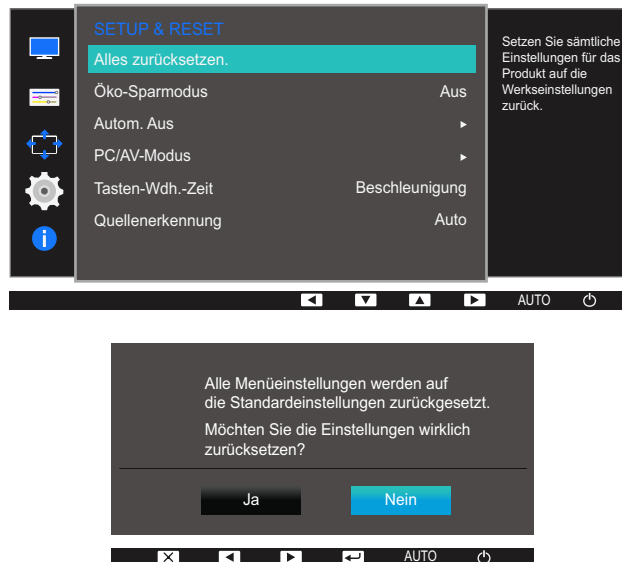 SETUP & RESET
Alles zurücksetzen.
Öko-Sparmodus Aus
Autom. Aus
PC/AV-Modus
Tasten-Wdh.-Zeit Beschleunigung
Quellenerkennung Auto
Setzen Sie sämtliche
Einstellungen für das
Produkt auf die
Werkseinstellungen
zurück.
AUTO
Alle Menüeinstellungen werden auf
die Standardeinstellungen zurückgesetzt.
Möchten Sie die Einstellungen wirklich
zurücksetzen?
Ja Nein
AUTO